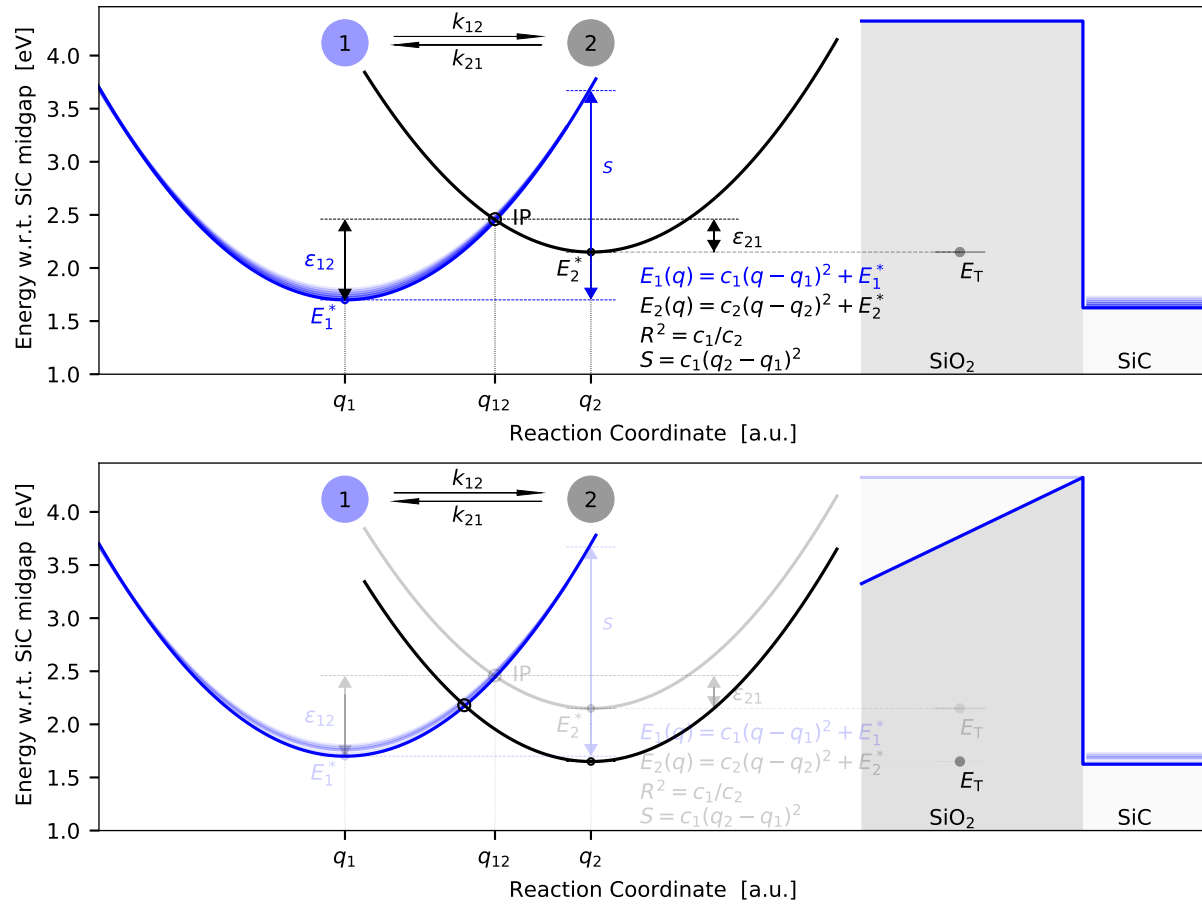 1
k₁₂
k₂₁
2
Energy w.r.t. SiC midgap [eV]
4.0
3.5
3.0
2.5
2.0
1.5
1.0
S
IP
ε₁₂
ε₂₁
E₂*
E₁*
E_T
E₁(q) = c₁(q − q₁)² + E₁*
E₂(q) = c₂(q − q₂)² + E₂*
R² = c₁/c₂
S = c₁(q₂ − q₁)²
SiO₂
SiC
q₁
q₁₂
q₂
Reaction Coordinate [a.u.]
1
k₁₂
k₂₁
2
Energy w.r.t. SiC midgap [eV]
4.0
3.5
3.0
2.5
2.0
1.5
1.0
S
IP
ε₁₂
ε₂₁
E₂*
E₁*
E_T
E₁(q) = c₁(q − q₁)² + E₁*
E₂(q) = c₂(q − q₂)² + E₂*
E_T
R² = c₁/c₂
S = c₁(q₂ − q₁)²
SiO₂
SiC
q₁
q₁₂
q₂
Reaction Coordinate [a.u.]